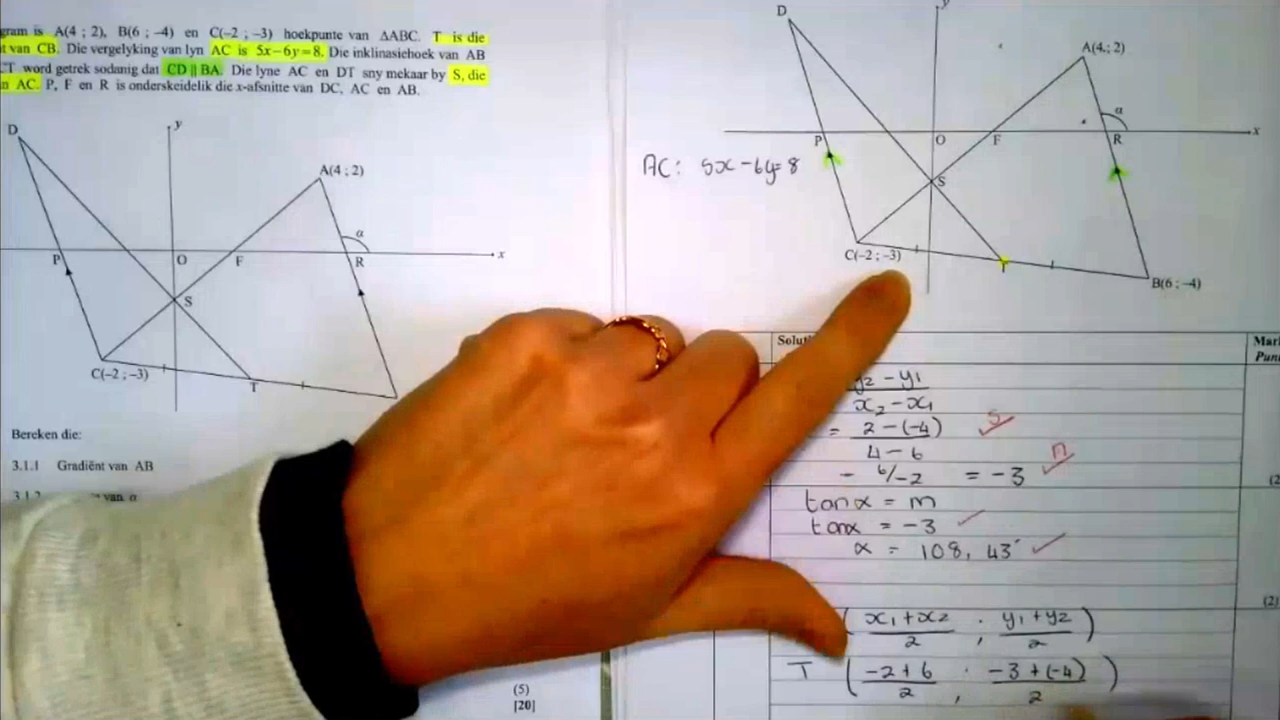 gram is A(4 ; 2), B(6 ; –4) en C(–2 ; –3) hoekpunte van ΔABC. T is die
t van CB. Die vergelyking van lyn AC is 5x–6y=8. Die inklinasiehoek van AB
T word getrek sodanig dat CD || BA. Die lyne AC en DT sny mekaar by S, die
n AC. P, F en R is onderskeidelik die x-afsnitte van DC, AC en AB.
D
y
A(4 ; 2)
α
P
O
F
R
x
S
C(–2 ; –3)
T
Bereken die:
3.1.1 Gradiënt van AB
van α
(5)
[20]
D
y
A(4 ; 2)
α
P
O
F
R
x
AC: 5x –6y= 8
S
C(–2 ; –3)
T
B(6 ; –4)
Mar
y2 – y1
x2 – x1
= 2 – (–4)
4 – 6
5
– 6/–2 = –3
n
(2
tan α = m
tan α = –3
α = 108, 43°
(2)
( x1 + x2 / 2 ; y1 + y2 / 2 )
T ( –2 + 6 / 2 ; –3 + (–4) / 2 )